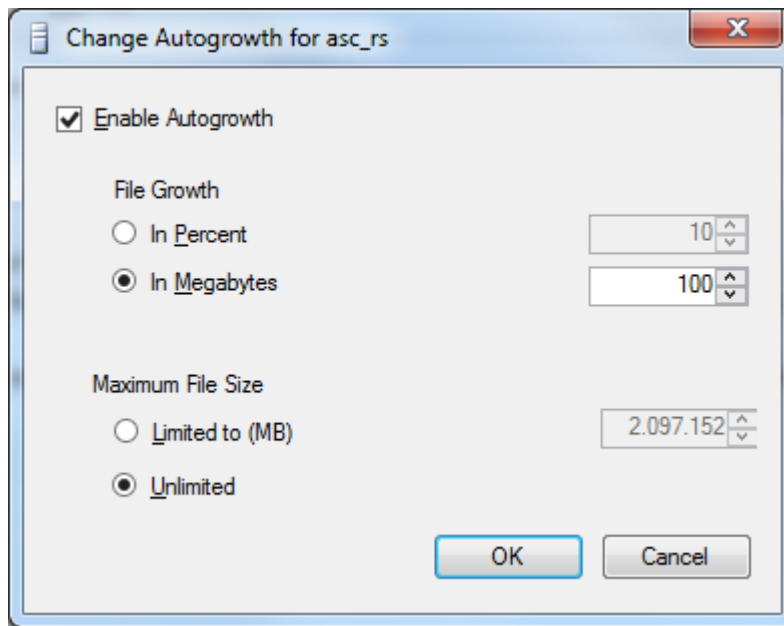 Change Autogrowth for asc_rs
Enable Autogrowth
File Growth
In Percent 10
In Megabytes 100
Maximum File Size
Limited to (MB) 2.097.152
Unlimited
OK Cancel